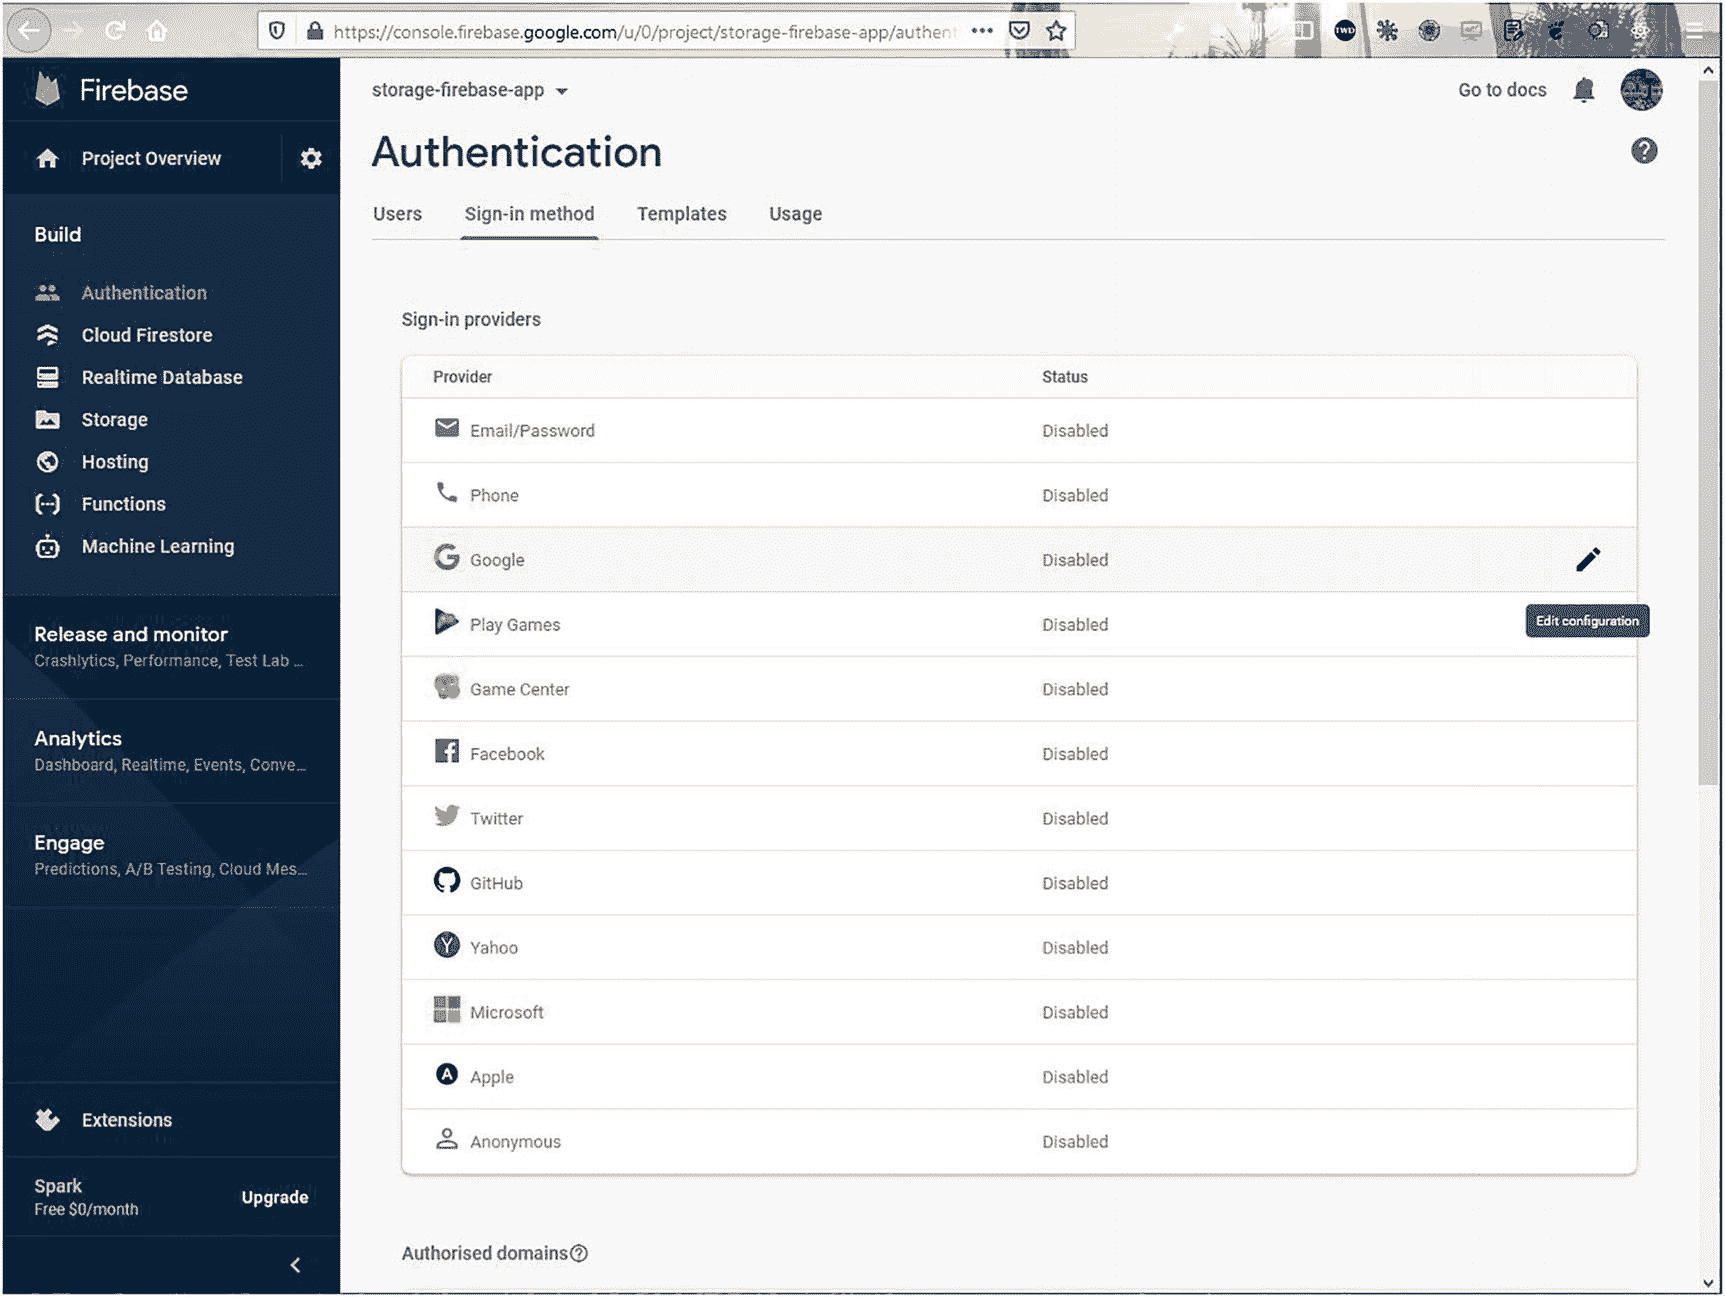 https://console.firebase.google.com/u/0/project/storage-firebase-app/authent
TWD
Firebase
storage-firebase-app
Go to docs
Project Overview
Authentication
Users Sign-in method Templates Usage
Build
Authentication
Cloud Firestore
Realtime Database
Storage
Hosting
Functions
Machine Learning
Release and monitor
Crashlytics, Performance, Test Lab ...
Analytics
Dashboard, Realtime, Events, Conve...
Engage
Predictions, A/B Testing, Cloud Mes...
Extensions
Spark
Free $0/month
Upgrade
Sign-in providers
Provider Status
Email/Password Disabled
Phone Disabled
Google Disabled
Edit configuration
Play Games Disabled
Game Center Disabled
Facebook Disabled
Twitter Disabled
GitHub Disabled
Yahoo Disabled
Microsoft Disabled
Apple Disabled
Anonymous Disabled
Authorised domains